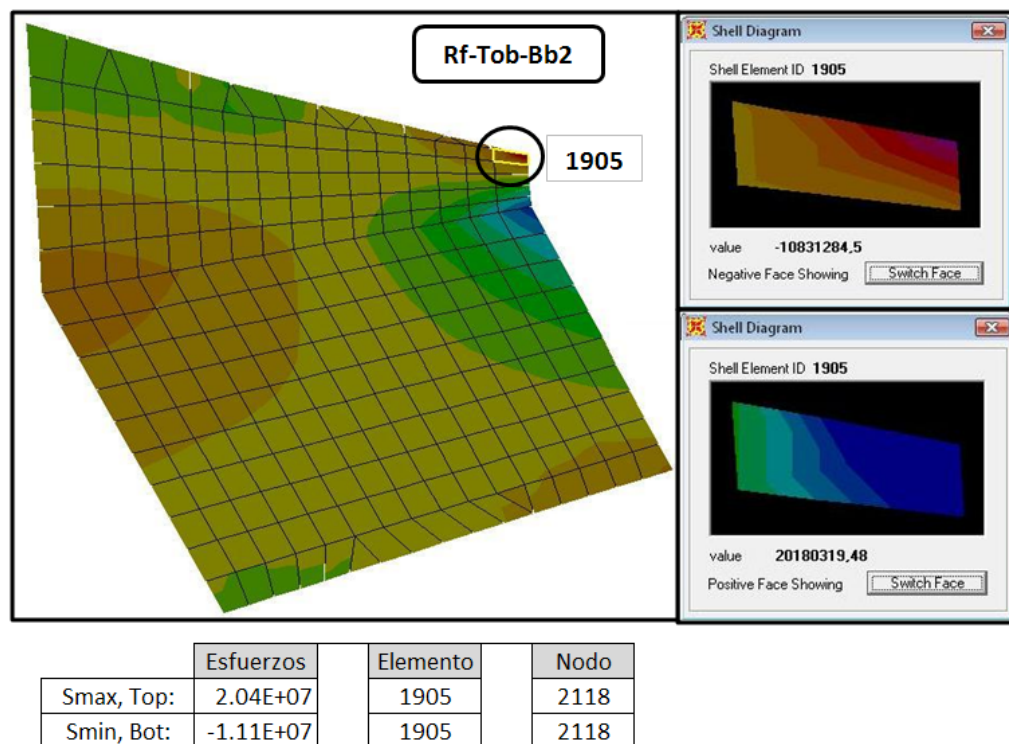 Rf-Tob-Bb2
1905
Shell Diagram
Shell Element ID 1905
value -10831284,5
Negative Face Showing Switch Face
Shell Diagram
Shell Element ID 1905
value 20180319,48
Positive Face Showing Switch Face
Esfuerzos Elemento Nodo
Smax, Top: 2.04E+07 1905 2118
Smin, Bot: -1.11E+07 1905 2118